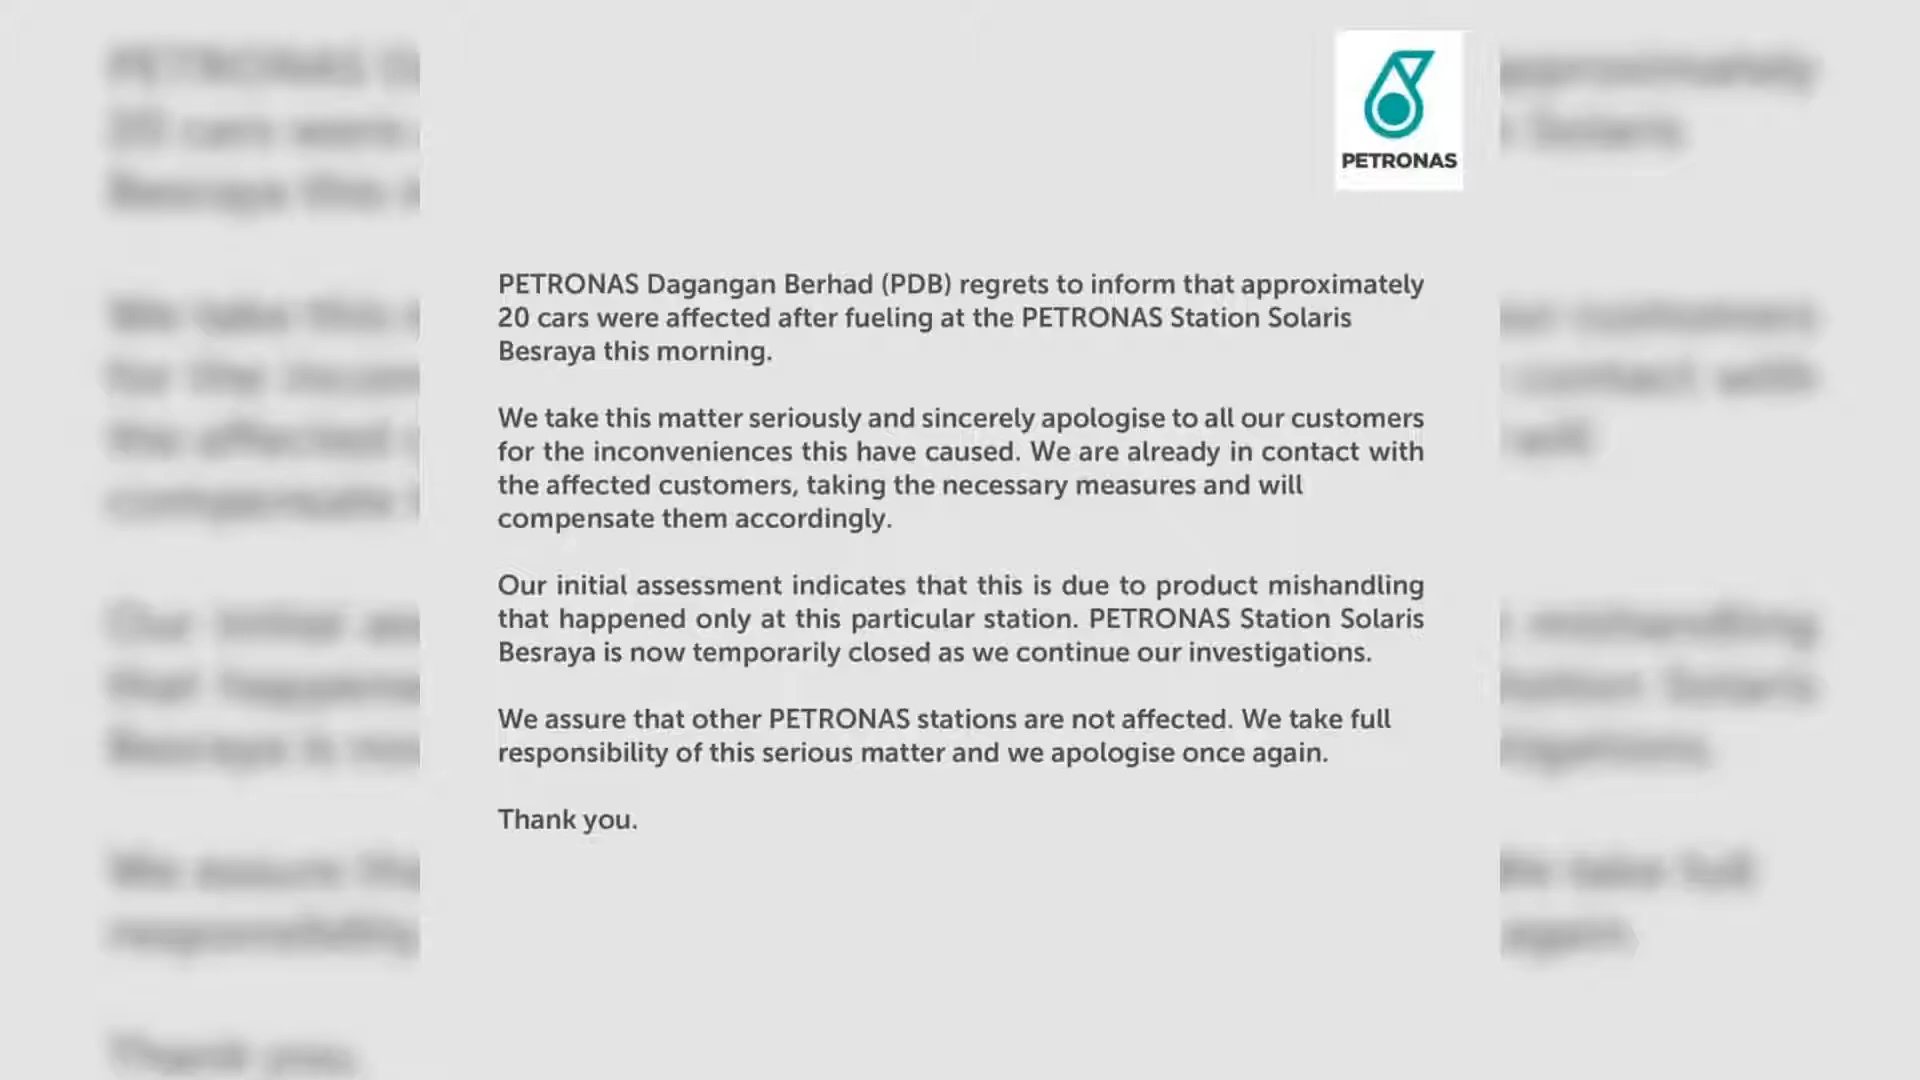 PETRONAS
PETRONAS Dagangan Berhad (PDB) regrets to inform that approximately
20 cars were affected after fueling at the PETRONAS Station Solaris
Besraya this morning.
We take this matter seriously and sincerely apologise to all our customers
for the inconveniences this have caused. We are already in contact with
the affected customers, taking the necessary measures and will
compensate them accordingly.
Our initial assessment indicates that this is due to product mishandling
that happened only at this particular station. PETRONAS Station Solaris
Besraya is now temporarily closed as we continue our investigations.
We assure that other PETRONAS stations are not affected. We take full
responsibility of this serious matter and we apologise once again.
Thank you.